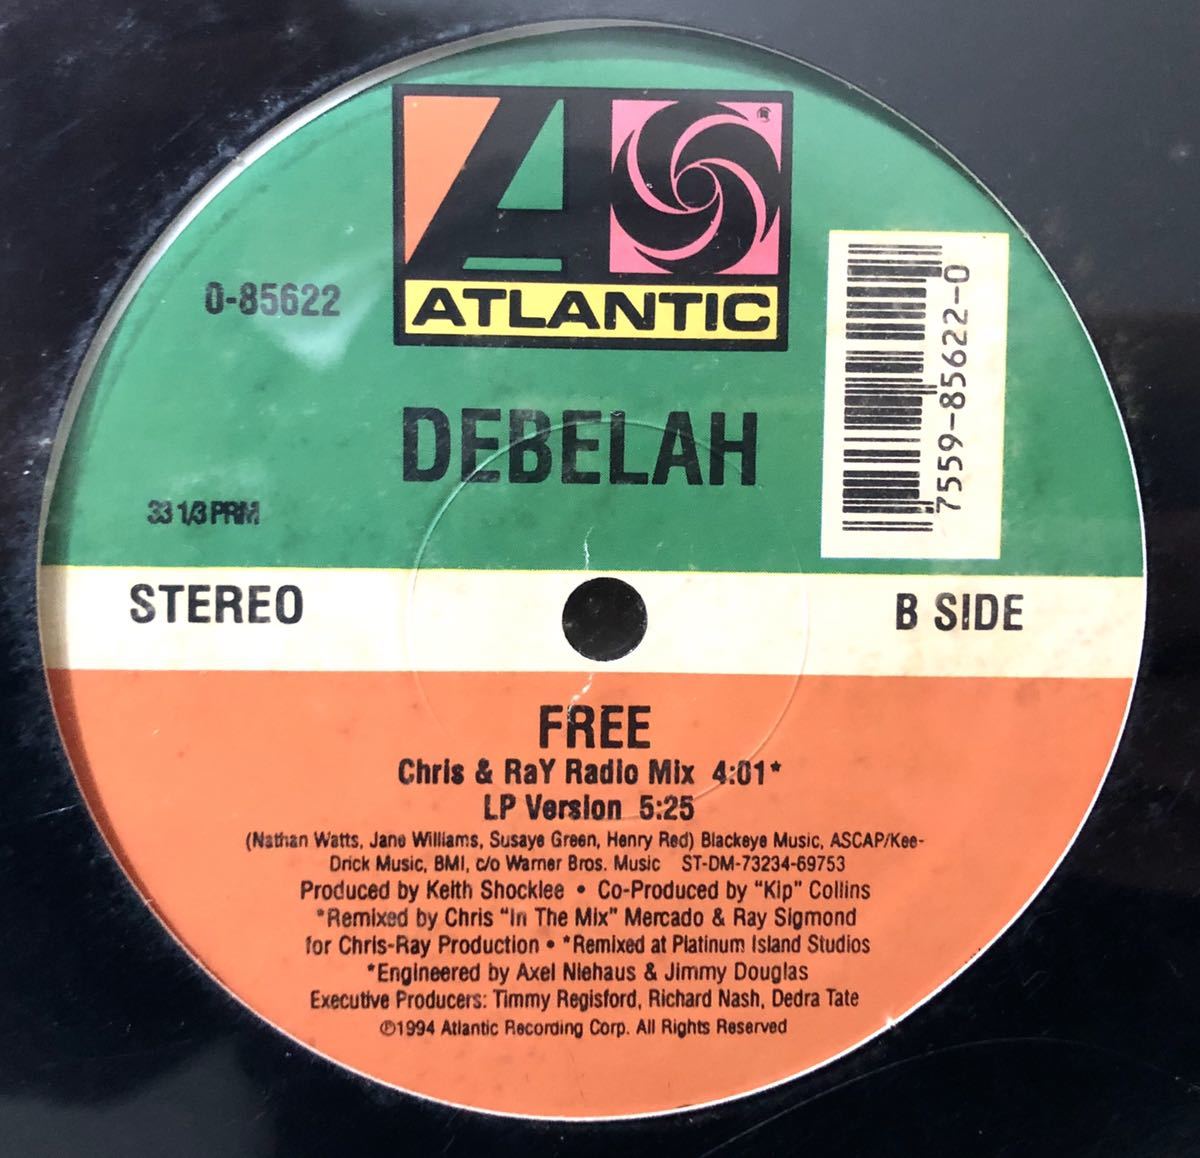 ATLANTIC
®
0-85622
7559-85622-0
DEBELAH
33 1/3 PRM
STEREO
B SIDE
FREE
Chris & RaY Radio Mix 4:01*
LP Version 5:25
(Nathan Watts, Jane Williams, Susaye Green, Henry Red) Blackeye Music, ASCAP/Kee-
Drick Music, BMI, c/o Warner Bros. Music ST-DM-73234-69753
Produced by Keith Shocklee • Co-Produced by "Kip" Collins
*Remixed by Chris "In The Mix" Mercado & Ray Sigmond
for Chris-Ray Production • *Remixed at Platinum Island Studios
*Engineered by Axel Niehaus & Jimmy Douglas
Executive Producers: Timmy Regisford, Richard Nash, Dedra Tate
©1994 Atlantic Recording Corp. All Rights Reserved